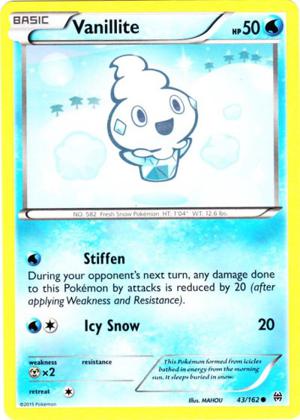 BASIC
Vanillite
HP 50
NO. 582 Fresh Snow Pokémon HT. 1'04" WT. 12.6 lbs.
Stiffen
During your opponent's next turn, any damage done
to this Pokémon by attacks is reduced by 20 (after
applying Weakness and Resistance).
Icy Snow 20
weakness
×2
resistance
retreat
This Pokémon formed from icicles
bathed in energy from the morning
sun. It sleeps buried in snow.
Illus. MAHOU
43/162
©2015 Pokémon